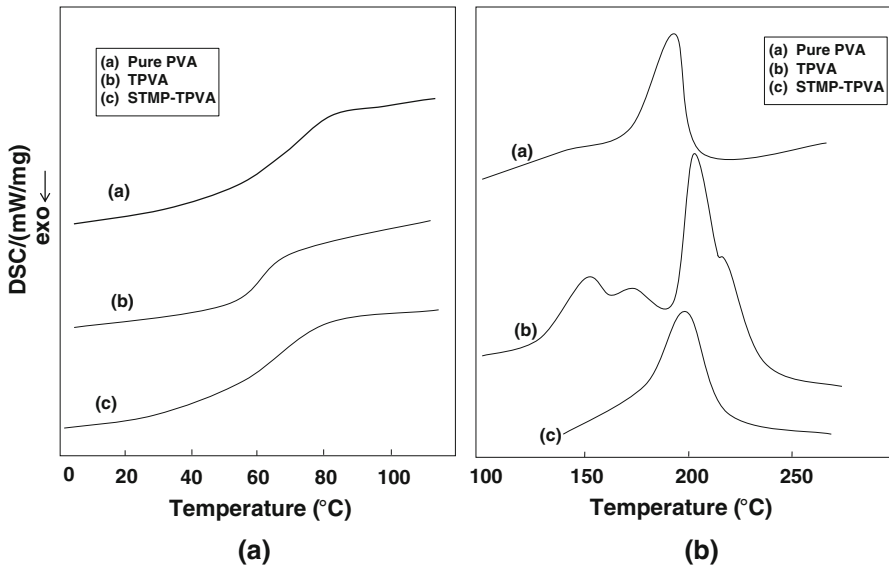 DSC/(mW/mg)
exo ↓
(a) Pure PVA
(b) TPVA
(c) STMP-TPVA
(a)
(b)
(c)
0 20 40 60 80 100
Temperature (°C)
(a)
(a) Pure PVA
(b) TPVA
(c) STMP-TPVA
(a)
(b)
(c)
100 150 200 250
Temperature (°C)
(b)